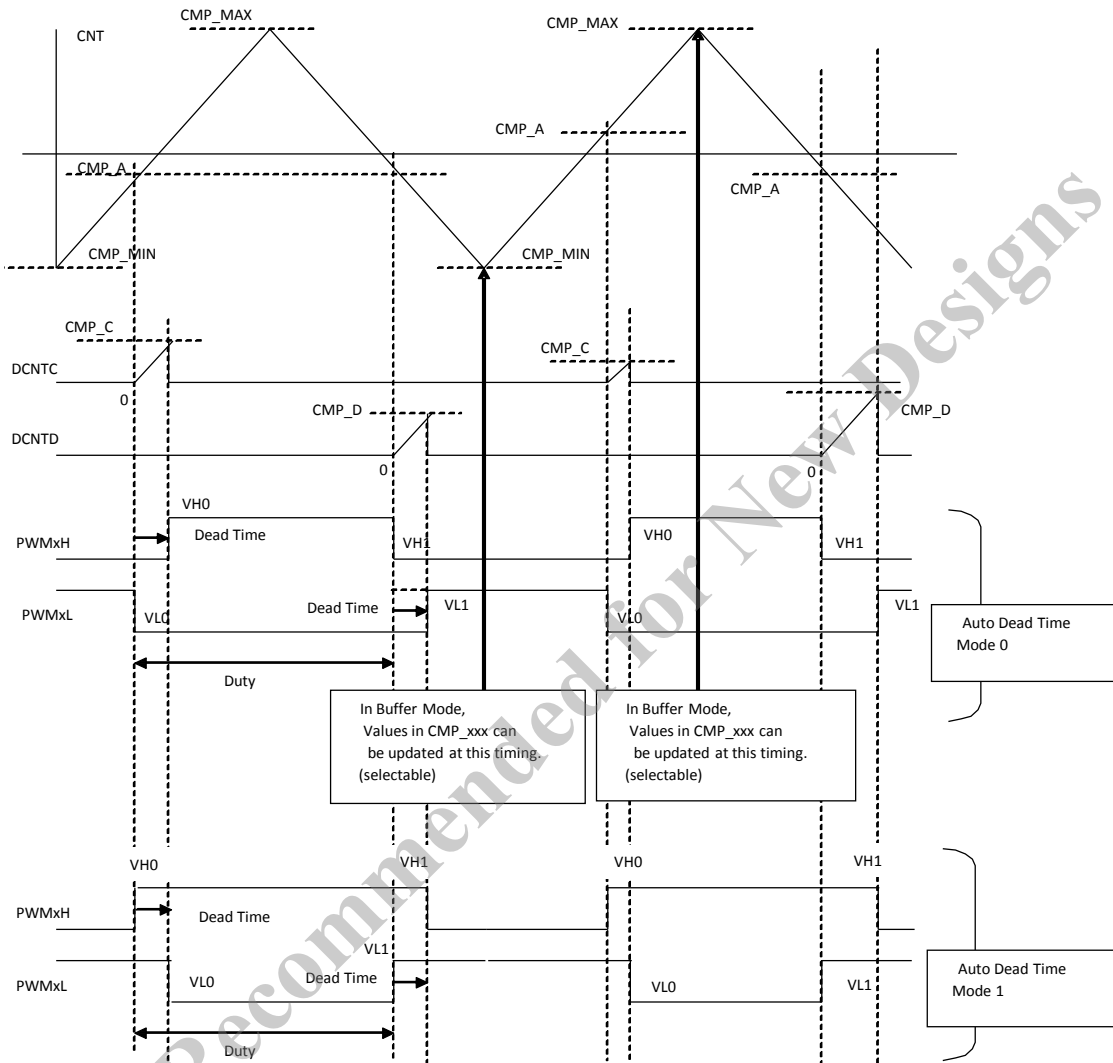 CMP_MAX
CMP_MAX
CNT
CMP_A
CMP_A
CMP_A
CMP_MIN
CMP_MIN
CMP_C
CMP_C
DCNTC
0
CMP_D
CMP_D
DCNTD
0
0
VH0
Dead Time
VH0
PWMxH
VH1
VH1
PWMxL
VL0
Dead Time
VL1
VL0
VL1
Auto Dead Time
Mode 0
Duty
In Buffer Mode,
Values in CMP_xxx can
be updated at this timing.
(selectable)
In Buffer Mode,
Values in CMP_xxx can
be updated at this timing.
(selectable)
VH0
VH1
VH0
VH1
PWMxH
Dead Time
VL1
PWMxL
VL0
Dead Time
VL0
VL1
Auto Dead Time
Mode 1
Duty
Recommended for New Designs